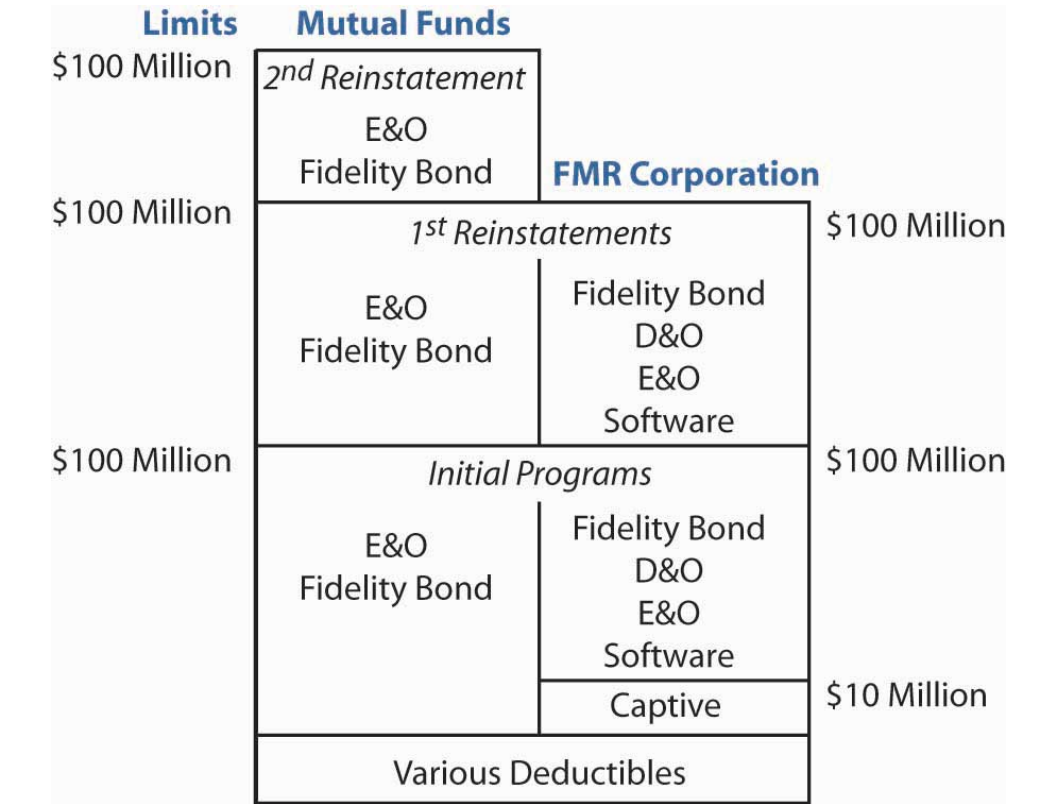 Limits Mutual Funds
$100 Million
2nd Reinstatement
E&O
Fidelity Bond
FMR Corporation
$100 Million
1st Reinstatements
$100 Million
E&O
Fidelity Bond
Fidelity Bond
D&O
E&O
Software
$100 Million
Initial Programs
$100 Million
E&O
Fidelity Bond
Fidelity Bond
D&O
E&O
Software
Captive
$10 Million
Various Deductibles